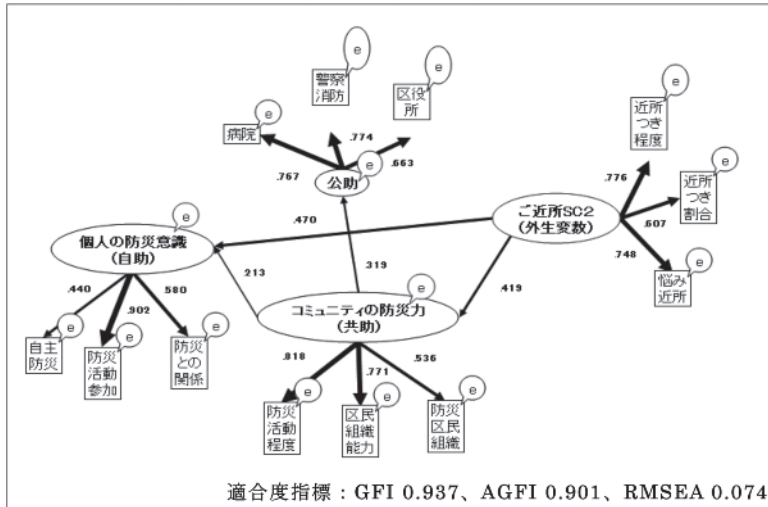 e
警察
消防
e
区役
所
e
病院
e
近所
つき
程度
.774
.767
.663
e
公助
e
近所
つき
割合
.776
.607
.748
ご近所SC2
(外生変数)
.470
e
個人の防災意識
(自助)
e
悩み
近所
.213
.319
.419
e
コミュニティの防災力
(共助)
.440
.902
.580
e
自主
防災
e
防災
活動
参加
e
防災
との
関係
.818
.771
.536
e
防災
活動
程度
e
区民
組織
能力
e
防災
区民
組織
適合度指標：GFI 0.937、AGFI 0.901、RMSEA 0.074